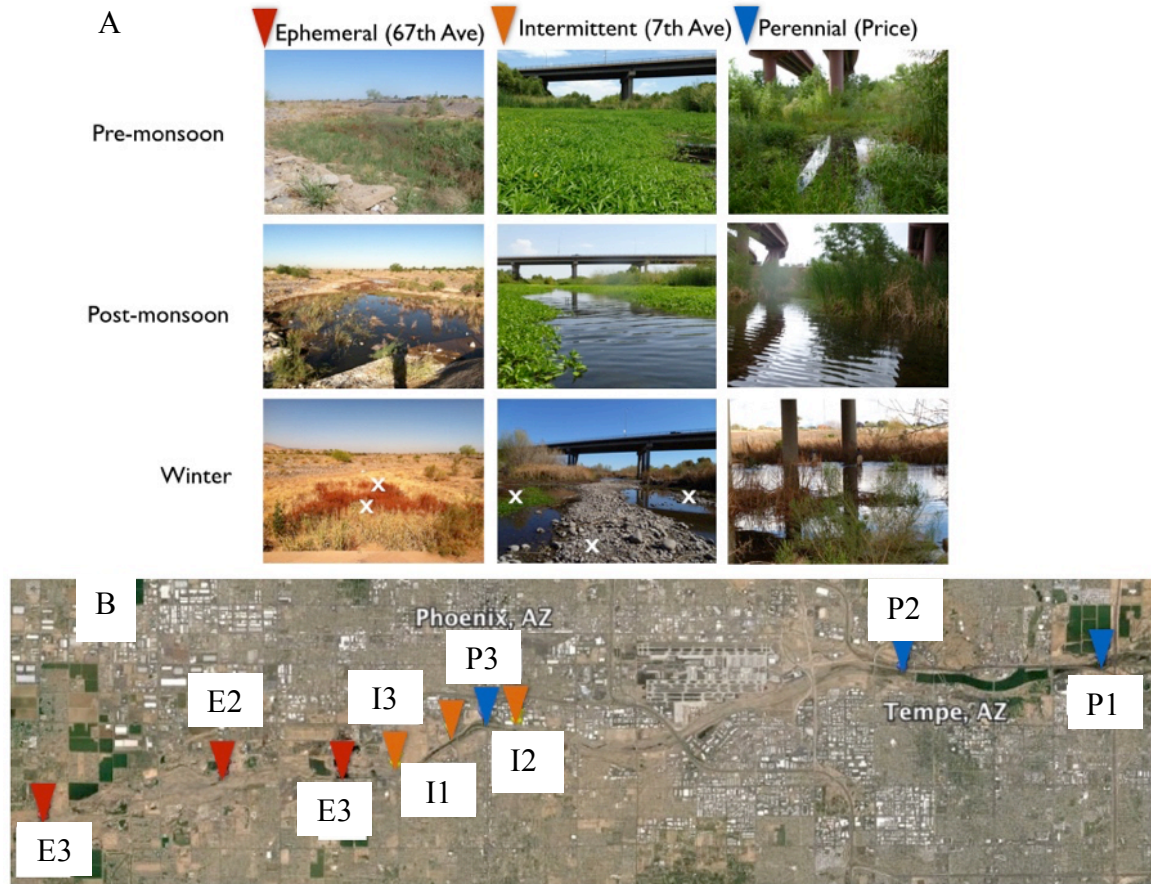 A
Ephemeral (67th Ave)
Intermittent (7th Ave)
Perennial (Price)
Pre-monsoon
Post-monsoon
Winter
X
X
X
X
X
B
Phoenix, AZ
P2
P3
E2
I3
Tempe, AZ
P1
I2
I1
E3
E3